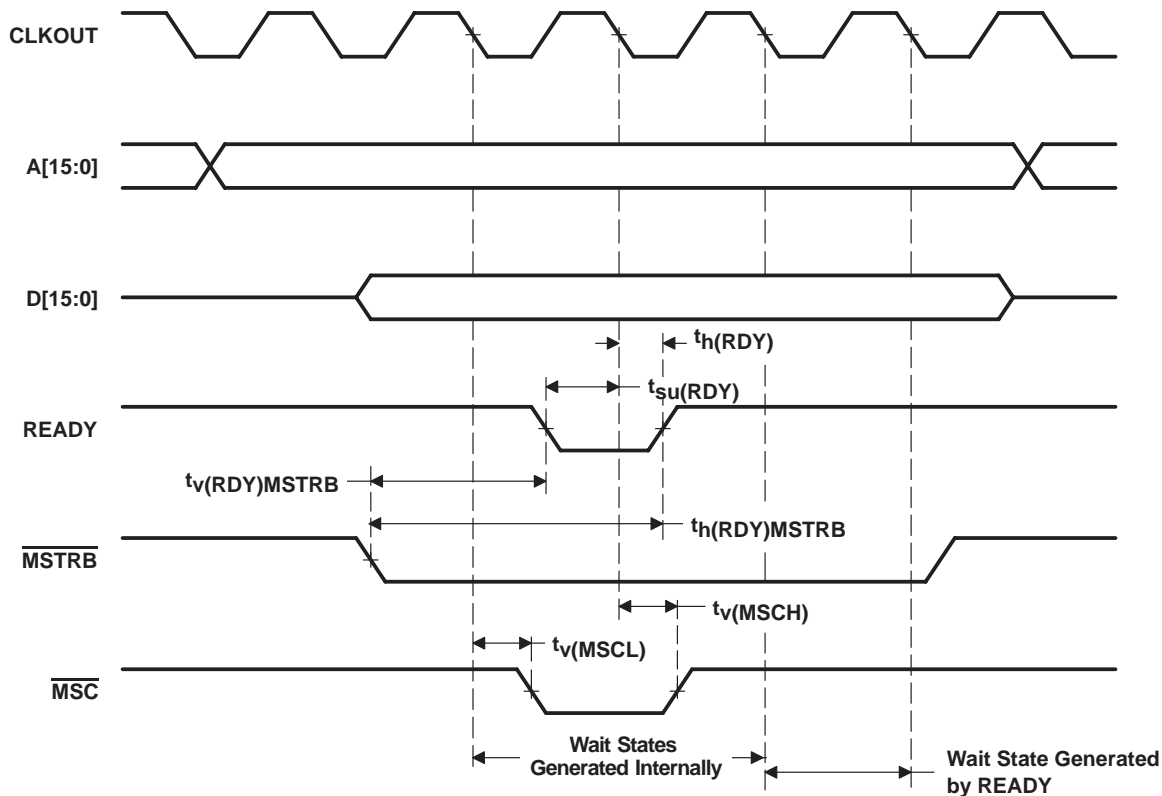 CLKOUT
A[15:0]
D[15:0]
th(RDY)
tsu(RDY)
READY
tv(RDY)MSTRB
th(RDY)MSTRB
MSTRB
tv(MSCH)
tv(MSCL)
MSC
Wait States
Generated Internally
Wait State Generated
by READY